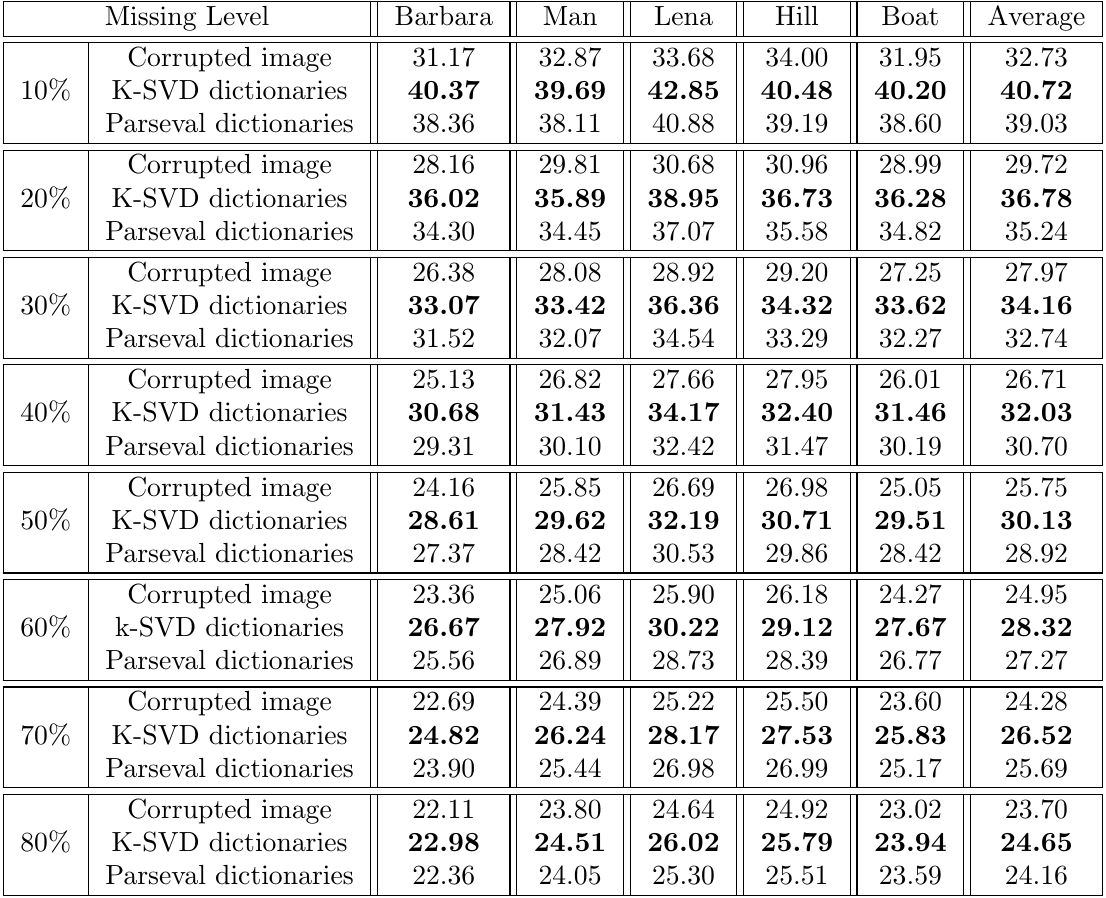 Missing Level Barbara Man Lena Hill Boat Average
Corrupted image 31.17 32.87 33.68 34.00 31.95 32.73
10% K-SVD dictionaries 40.37 39.69 42.85 40.48 40.20 40.72
Parseval dictionaries 38.36 38.11 40.88 39.19 38.60 39.03
Corrupted image 28.16 29.81 30.68 30.96 28.99 29.72
20% K-SVD dictionaries 36.02 35.89 38.95 36.73 36.28 36.78
Parseval dictionaries 34.30 34.45 37.07 35.58 34.82 35.24
Corrupted image 26.38 28.08 28.92 29.20 27.25 27.97
30% K-SVD dictionaries 33.07 33.42 36.36 34.32 33.62 34.16
Parseval dictionaries 31.52 32.07 34.54 33.29 32.27 32.74
Corrupted image 25.13 26.82 27.66 27.95 26.01 26.71
40% K-SVD dictionaries 30.68 31.43 34.17 32.40 31.46 32.03
Parseval dictionaries 29.31 30.10 32.42 31.47 30.19 30.70
Corrupted image 24.16 25.85 26.69 26.98 25.05 25.75
50% K-SVD dictionaries 28.61 29.62 32.19 30.71 29.51 30.13
Parseval dictionaries 27.37 28.42 30.53 29.86 28.42 28.92
Corrupted image 23.36 25.06 25.90 26.18 24.27 24.95
60% k-SVD dictionaries 26.67 27.92 30.22 29.12 27.67 28.32
Parseval dictionaries 25.56 26.89 28.73 28.39 26.77 27.27
Corrupted image 22.69 24.39 25.22 25.50 23.60 24.28
70% K-SVD dictionaries 24.82 26.24 28.17 27.53 25.83 26.52
Parseval dictionaries 23.90 25.44 26.98 26.99 25.17 25.69
Corrupted image 22.11 23.80 24.64 24.92 23.02 23.70
80% K-SVD dictionaries 22.98 24.51 26.02 25.79 23.94 24.65
Parseval dictionaries 22.36 24.05 25.30 25.51 23.59 24.16